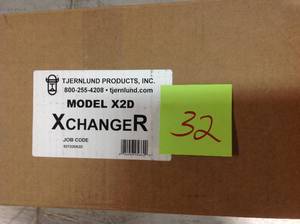 TJERNLUND PRODUCTS, INC.
800-255-4208 • tjernlund.com
MODEL X2D
XCHANGER
JOB CODE
32